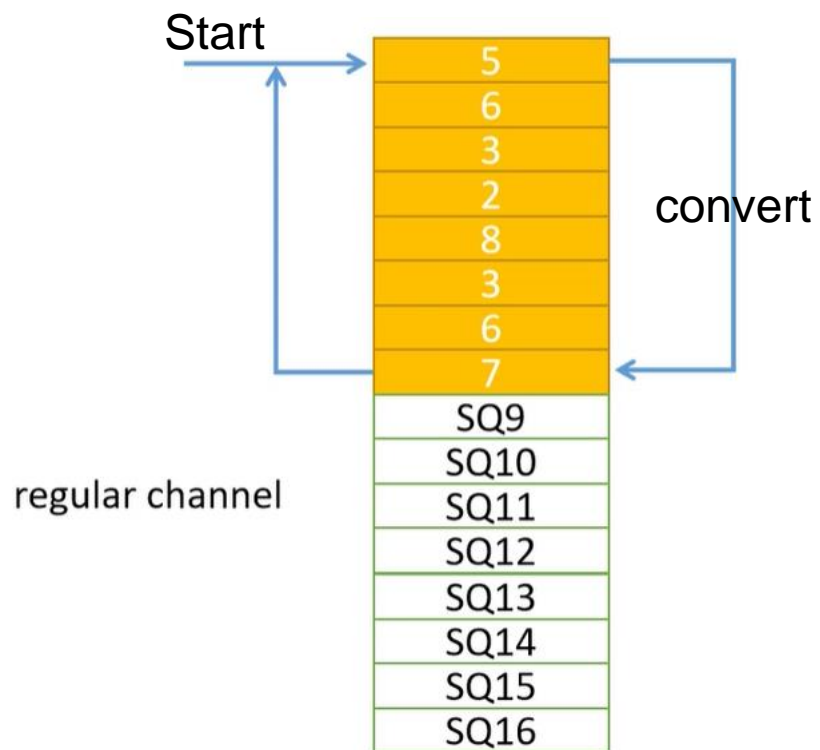 Start
5
6
3
2
convert
8
3
6
7
SQ9
SQ10
regular channel
SQ11
SQ12
SQ13
SQ14
SQ15
SQ16